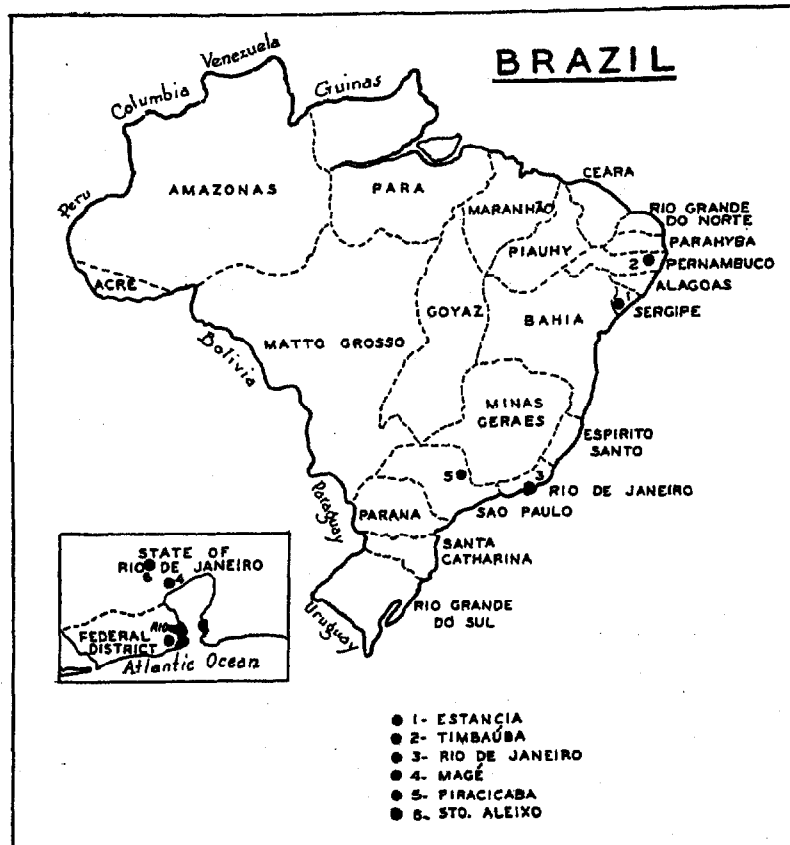 BRAZIL
Venezuela
Columbia
Guinas
Peru
AMAZONAS
PARA
CEARA
MARANHÃO
RIO GRANDE
DO NORTE
PARAHYBA
PIAUHY
2
PERNAMBUCO
ACRE
ALAGOAS
1
SERGIPE
GOYAZ
BAHIA
MATTO GROSSO
Bolivia
MINAS
GERAES
ESPIRITO
SANTO
5
3
RIO DE JANEIRO
Paraguay
PARANA
SAO PAULO
SANTA
CATHARINA
RIO GRANDE
DO SUL
Uruguay
STATE OF
RIO DE JANEIRO
6
4
RIO
FEDERAL
DISTRICT
Atlantic Ocean
1- ESTANCIA
2- TIMBAÚBA
3- RIO DE JANEIRO
4- MAGÉ
5- PIRACICABA
6- STO. ALEIXO